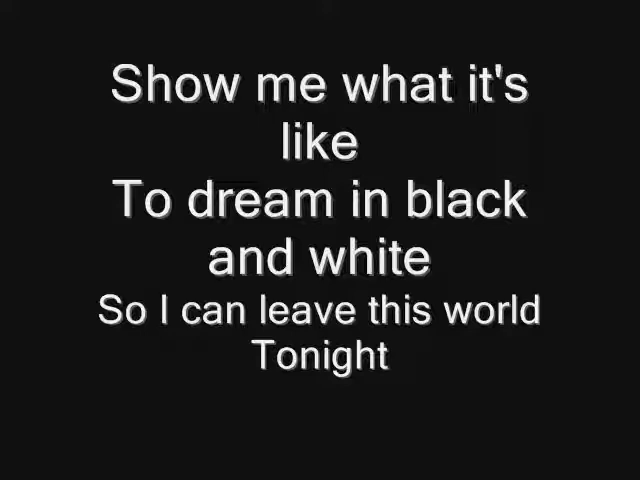 Show me what it's
like
To dream in black
and white
So I can leave this world
Tonight